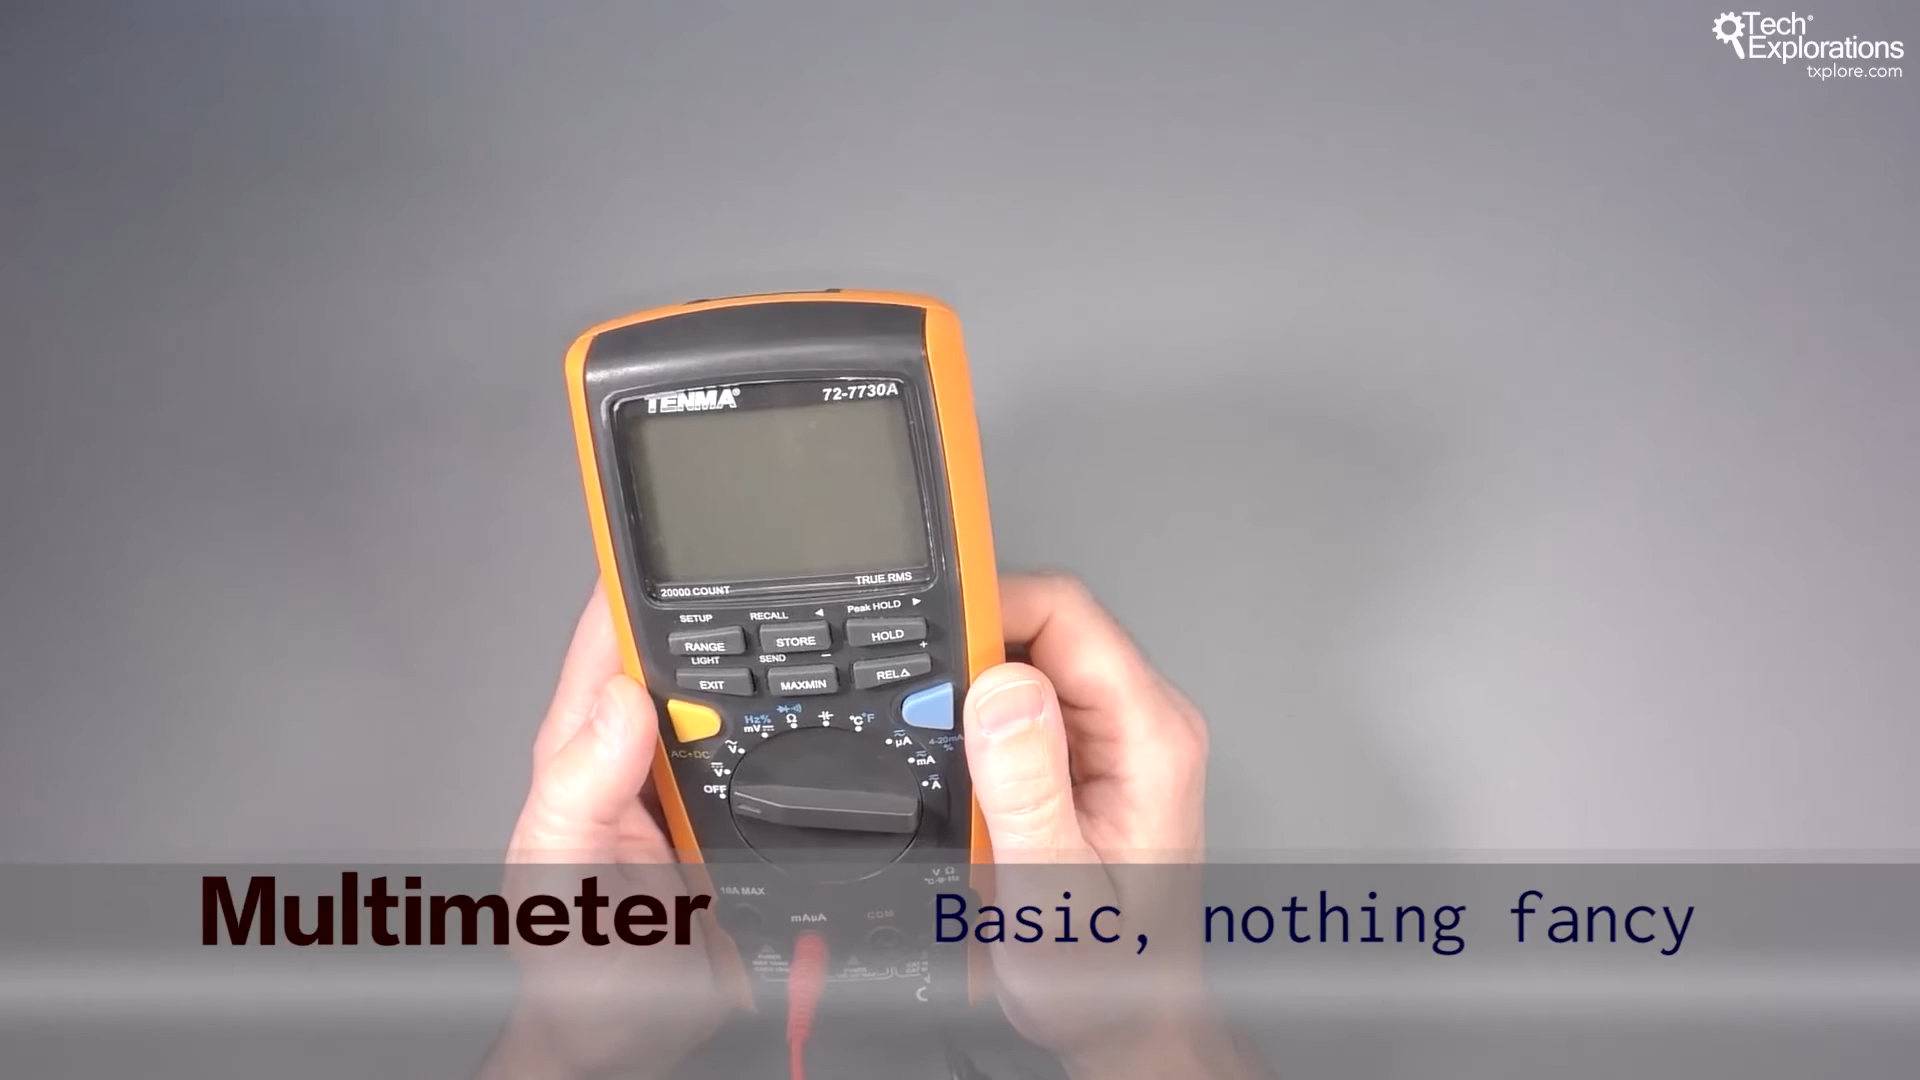 Tech
Explorations
txplore.com
TENMA® 72-7730A
20000 COUNT TRUE RMS
SETUP RECALL ◄ Peak HOLD ►
RANGE STORE HOLD
LIGHT SEND − +
EXIT MAXMIN REL△
Hz% Ω °C°F
mV
AC+DC V µA 4-20mA
%
V mA
OFF A
10A MAX V Ω
mAµA COM
Multimeter Basic, nothing fancy